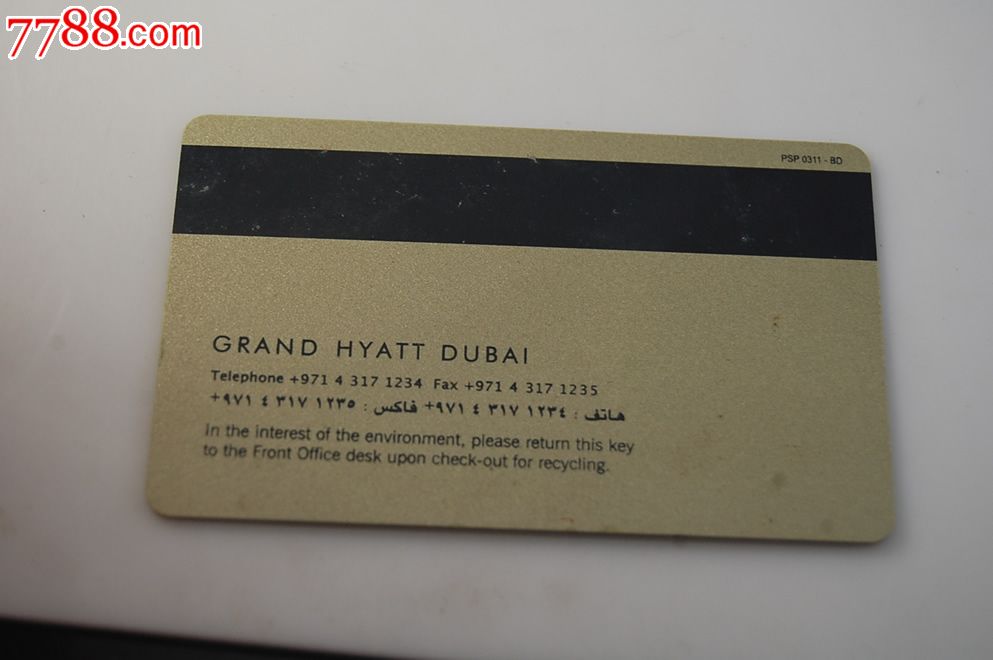 7788.com
PSP 0311 - BD
GRAND HYATT DUBAI
Telephone +971 4 317 1234 Fax +971 4 317 1235
هاتف : ١٢٣٤ ٣١٧ ٤ ٩٧١+ فاكس : ١٢٣٥ ٣١٧ ٤ ٩٧١+
In the interest of the environment, please return this key
to the Front Office desk upon check-out for recycling.